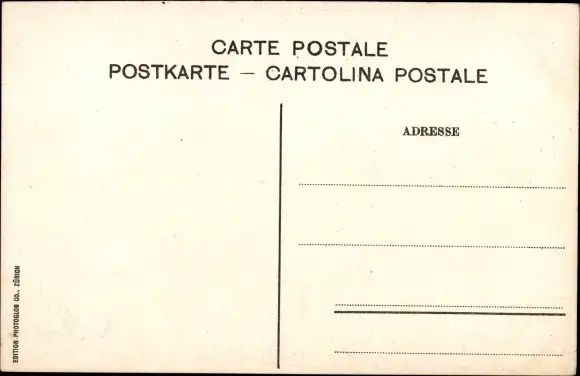 CARTE POSTALE
POSTKARTE — CARTOLINA POSTALE
ADRESSE
EDITION PHOTOGLOB CO., ZÜRICH